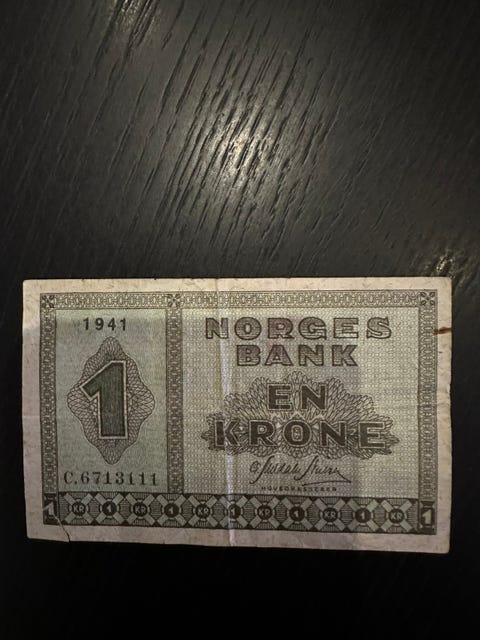 1941
1
C.6713111
NORGES
BANK
EN
KRONE
HOVEDKASSERER
1 KR 1 KR 1 KR 1 KR 1 KR 1 KR 1